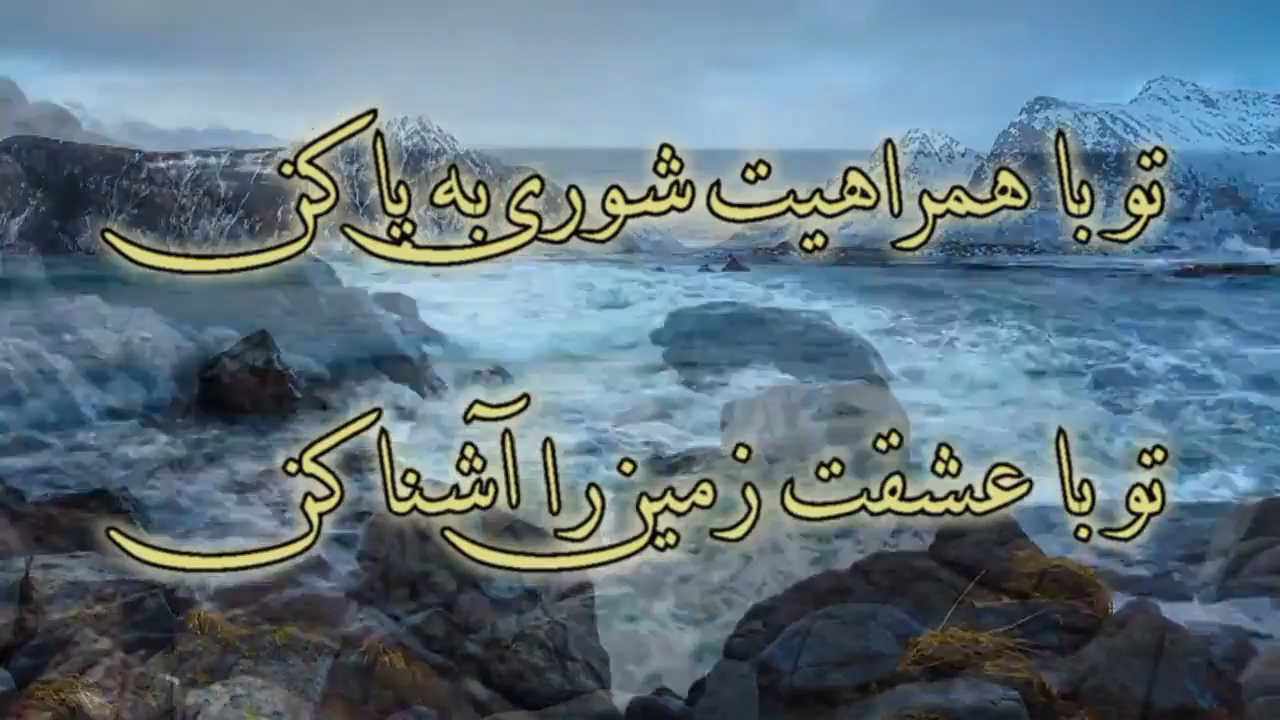 تو با همراهیت شوری به پا کن
تو با عشقت زمین را آشنا کن